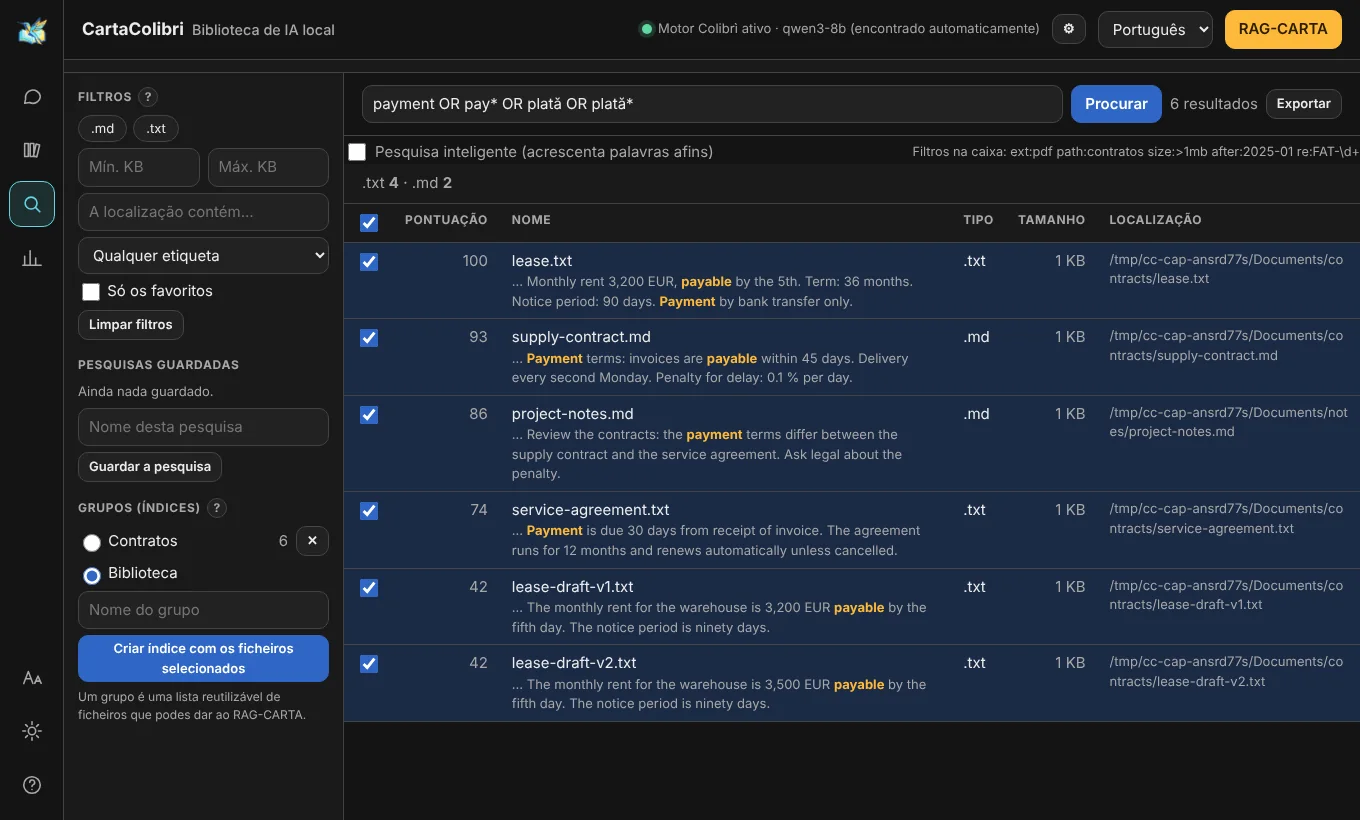 CartaColibri Biblioteca de IA local
Motor Colibrì ativo · qwen3-8b (encontrado automaticamente)
Português
RAG-CARTA
FILTROS ?
.md .txt
Mín. KB Máx. KB
A localização contém…
Qualquer etiqueta
Só os favoritos
Limpar filtros
PESQUISAS GUARDADAS
Ainda nada guardado.
Nome desta pesquisa
Guardar a pesquisa
GRUPOS (ÍNDICES) ?
Contratos 6 ✕
Biblioteca
Nome do grupo
Criar índice com os ficheiros
selecionados
Um grupo é uma lista reutilizável de
ficheiros que podes dar ao RAG-CARTA.
AA
payment OR pay* OR plată OR plată*
Procurar
6 resultados
Exportar
Pesquisa inteligente (acrescenta palavras afins)
Filtros na caixa: ext:pdf path:contratos size:>1mb after:2025-01 re:FAT-\d+
.txt 4 · .md 2
PONTUAÇÃO NOME TIPO TAMANHO LOCALIZAÇÃO
100 lease.txt .txt 1 KB /tmp/cc-cap-ansrd77s/Documents/co
ntracts/lease.txt
... Monthly rent 3,200 EUR, payable by the 5th. Term: 36 months.
Notice period: 90 days. Payment by bank transfer only.
93 supply-contract.md .md 1 KB /tmp/cc-cap-ansrd77s/Documents/co
ntracts/supply-contract.md
... Payment terms: invoices are payable within 45 days. Delivery
every second Monday. Penalty for delay: 0.1 % per day.
86 project-notes.md .md 1 KB /tmp/cc-cap-ansrd77s/Documents/not
es/project-notes.md
... Review the contracts: the payment terms differ between the
supply contract and the service agreement. Ask legal about the
penalty.
74 service-agreement.txt .txt 1 KB /tmp/cc-cap-ansrd77s/Documents/co
ntracts/service-agreement.txt
... Payment is due 30 days from receipt of invoice. The agreement
runs for 12 months and renews automatically unless cancelled.
42 lease-draft-v1.txt .txt 1 KB /tmp/cc-cap-ansrd77s/Documents/co
ntracts/lease-draft-v1.txt
... The monthly rent for the warehouse is 3,200 EUR payable by the
fifth day. The notice period is ninety days.
42 lease-draft-v2.txt .txt 1 KB /tmp/cc-cap-ansrd77s/Documents/co
ntracts/lease-draft-v2.txt
... The monthly rent for the warehouse is 3,500 EUR payable by the
fifth day. The notice period is ninety days.